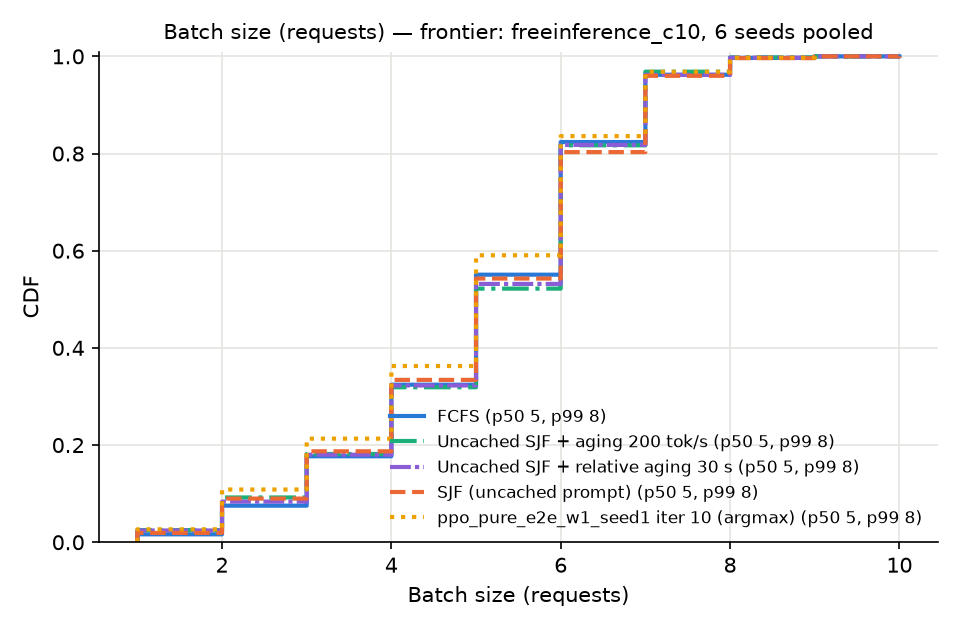 Batch size (requests) — frontier: freeinference_c10, 6 seeds pooled
1.0
0.8
0.6
0.4
0.2
0.0
CDF
FCFS (p50 5, p99 8)
Uncached SJF + aging 200 tok/s (p50 5, p99 8)
Uncached SJF + relative aging 30 s (p50 5, p99 8)
SJF (uncached prompt) (p50 5, p99 8)
ppo_pure_e2e_w1_seed1 iter 10 (argmax) (p50 5, p99 8)
2 4 6 8 10
Batch size (requests)